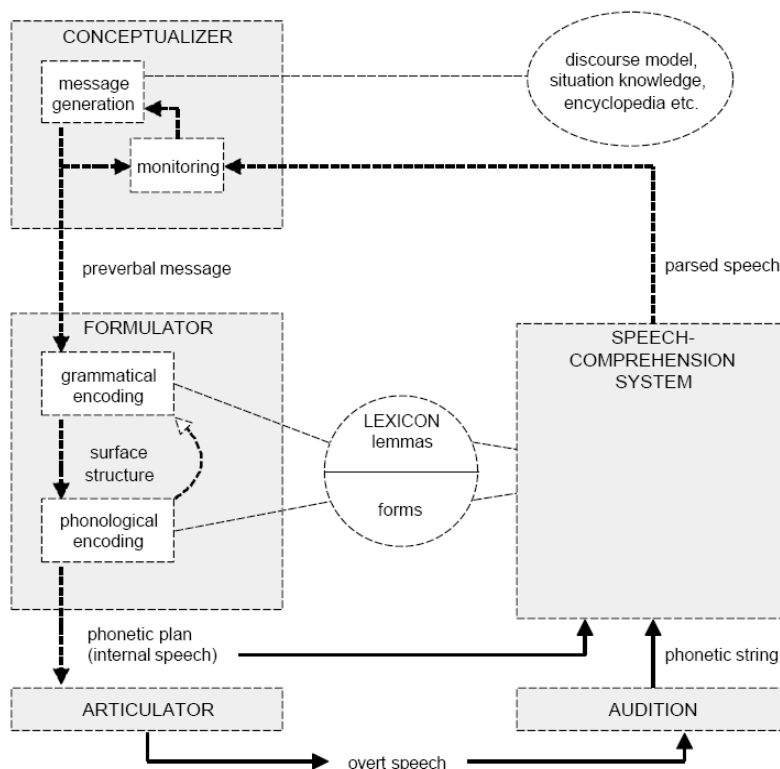 CONCEPTUALIZER
message
generation
monitoring
discourse model,
situation knowledge,
encyclopedia etc.
preverbal message
parsed speech
FORMULATOR
grammatical
encoding
surface
structure
phonological
encoding
LEXICON
lemmas
forms
SPEECH-
COMPREHENSION
SYSTEM
phonetic plan
(internal speech)
phonetic string
ARTICULATOR
AUDITION
overt speech